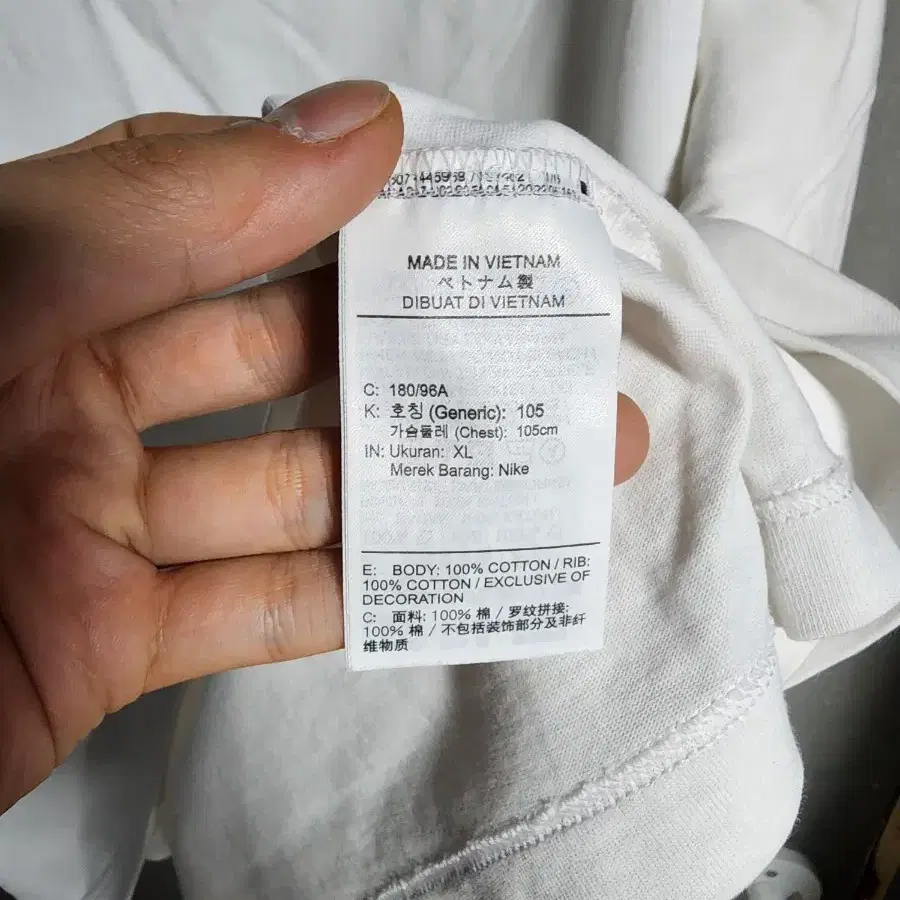 MADE IN VIETNAM
ベトナム製
DIBUAT DI VIETNAM
C: 180/96A
K: 호칭 (Generic): 105
가슴둘레 (Chest): 105cm
IN: Ukuran: XL
Merek Barang: Nike
E: BODY: 100% COTTON / RIB:
100% COTTON / EXCLUSIVE OF
DECORATION
C: 面料: 100% 棉 / 罗纹拼接:
100% 棉 / 不包括装饰部分及非纤
维物质